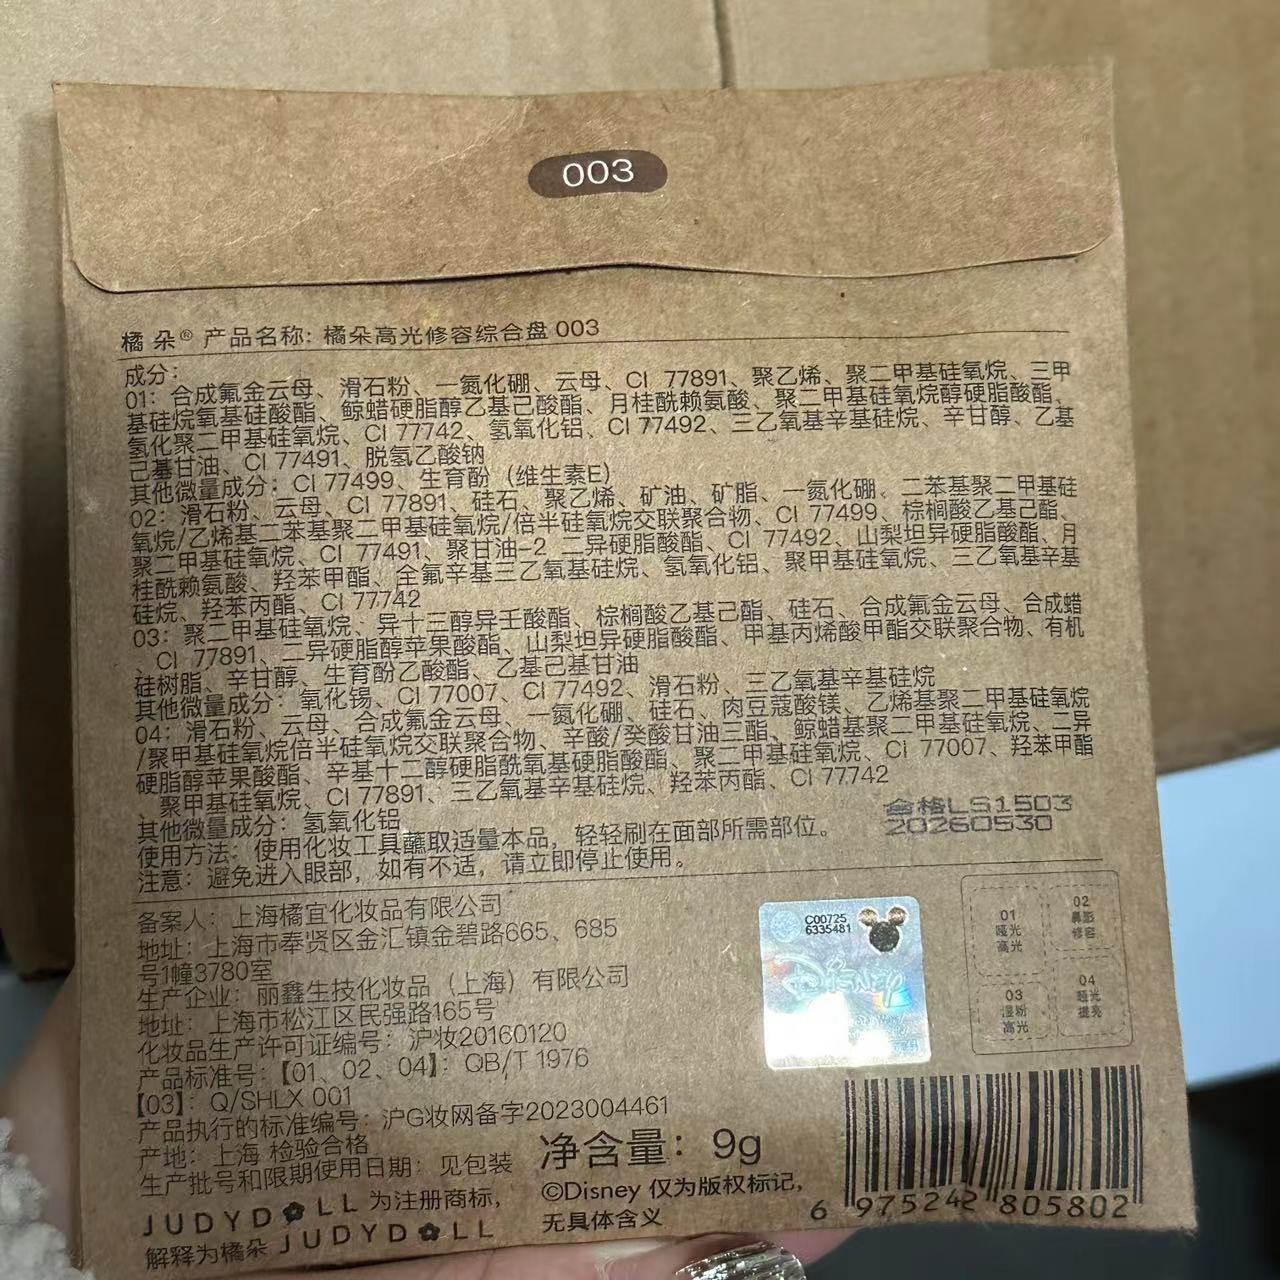 003
橘朵® 产品名称: 橘朵高光修容综合盘 003
成分:
01: 合成氟金云母、滑石粉、一氮化硼、云母、CI 77891、聚乙烯、聚二甲基硅氧烷、三甲
基硅烷氧基硅酸酯、鲸蜡硬脂醇乙基己酸酯、月桂酰赖氨酸、聚二甲基硅氧烷醇硬脂酸酯、
氢化聚二甲基硅氧烷、CI 77742、氢氧化铝、CI 77492、三乙氧基辛基硅烷、辛甘醇、乙基
己基甘油、CI 77491、脱氢乙酸钠
其他微量成分: CI 77499、生育酚 (维生素E)
02: 滑石粉、云母、CI 77891、硅石、聚乙烯、矿油、矿脂、一氮化硼、二苯基聚二甲基硅
氧烷/乙烯基二苯基聚二甲基硅氧烷/倍半硅氧烷交联聚合物、CI 77499、棕榈酸乙基己酯、
聚二甲基硅氧烷、CI 77491、聚甘油-2 二异硬脂酸酯、CI 77492、山梨坦异硬脂酸酯、月
桂酰赖氨酸、羟苯甲酯、全氟辛基三乙氧基硅烷、氢氧化铝、聚甲基硅氧烷、三乙氧基辛基
硅烷、羟苯丙酯、CI 77742
03: 聚二甲基硅氧烷、异十三醇异壬酸酯、棕榈酸乙基己酯、硅石、合成氟金云母、合成蜡
、CI 77891、二异硬脂醇苹果酸酯、山梨坦异硬脂酸酯、甲基丙烯酸甲酯交联聚合物、有机
硅树脂、辛甘醇、生育酚乙酸酯、乙基己基甘油
其他微量成分: 氧化锡、CI 77007、CI 77492、滑石粉、三乙氧基辛基硅烷
04: 滑石粉、云母、合成氟金云母、一氮化硼、硅石、肉豆蔻酸镁、乙烯基聚二甲基硅氧烷
/聚甲基硅氧烷倍半硅氧烷交联聚合物、辛酸/癸酸甘油三酯、鲸蜡基聚二甲基硅氧烷、二异
硬脂醇苹果酸酯、辛基十二醇硬脂酰氧基硬脂酸酯、聚二甲基硅氧烷、CI 77007、羟苯甲酯
、聚甲基硅氧烷、CI 77891、三乙氧基辛基硅烷、羟苯丙酯、CI 77742
其他微量成分: 氢氧化铝
使用方法: 使用化妆工具蘸取适量本品, 轻轻刷在面部所需部位。
注意: 避免进入眼部, 如有不适, 请立即停止使用。
合格LS1503
20260530
备案人: 上海橘宜化妆品有限公司
地址: 上海市奉贤区金汇镇金碧路665、685
号1幢3780室
生产企业: 丽鑫生技化妆品 (上海) 有限公司
地址: 上海市松江区民强路165号
化妆品生产许可证编号: 沪妆20160120
产品标准号:【01、02、04】: QB/T 1976
【03】: Q/SHLX 001
产品执行的标准编号: 沪G妆网备字2023004461
产地: 上海 检验合格
生产批号和限期使用日期: 见包装
JUDYDOLL 为注册商标,
解释为橘朵 JUDYDOLL
净含量: 9g
©Disney 仅为版权标记,
无具体含义
C00725
6335481
Disney
01
哑光
高光
02
鼻影
修容
03
湿粉
高光
04
哑光
提亮
6 975242 805802